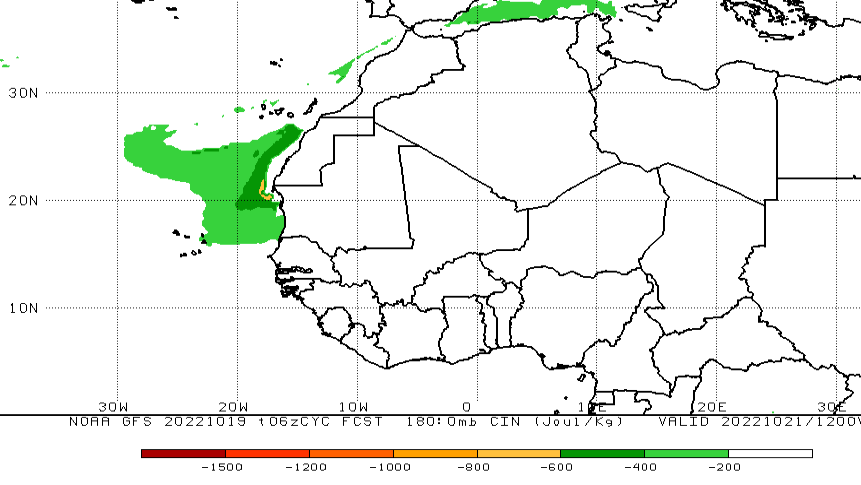 30N
20N
10N
30W 20W 10W 0 10E 20E 30E
NOAA GFS 20221019 t06zCYC FCST 180:0mb CIN (Joul/Kg) VALID 20221021/1200V
-1500 -1200 -1000 -800 -600 -400 -200